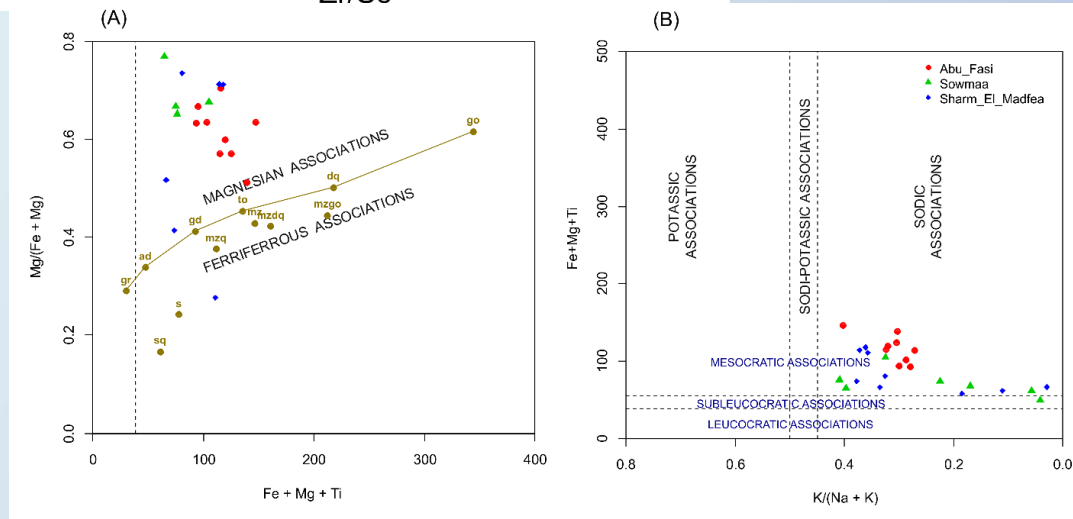 (A)
0.8
0.6
0.4
0.2
0.0
Mg/(Fe + Mg)
MAGNESIAN ASSOCIATIONS
FERRIFERROUS ASSOCIATIONS
go
dq
mzgo
to
mz
mzdq
gd
mzq
ad
gr
s
sq
0
100
200
300
400
Fe + Mg + Ti
(B)
500
400
300
200
100
0
Fe+Mg+Ti
POTASSIC
ASSOCIATIONS
SODI-POTASSIC ASSOCIATIONS
SODIC
ASSOCIATIONS
Abu_Fasi
Sowmaa
Sharm_El_Madfea
MESOCRATIC ASSOCIATIONS
SUBLEUCOCRATIC ASSOCIATIONS
LEUCOCRATIC ASSOCIATIONS
0.8
0.6
0.4
0.2
0.0
K/(Na + K)